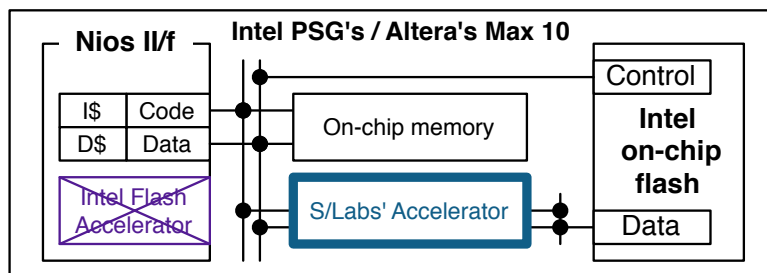 Intel PSG's / Altera's Max 10
Nios II/f
I$ Code
D$ Data
Intel Flash
Accelerator
On-chip memory
S/Labs' Accelerator
Control
Intel
on-chip
flash
Data